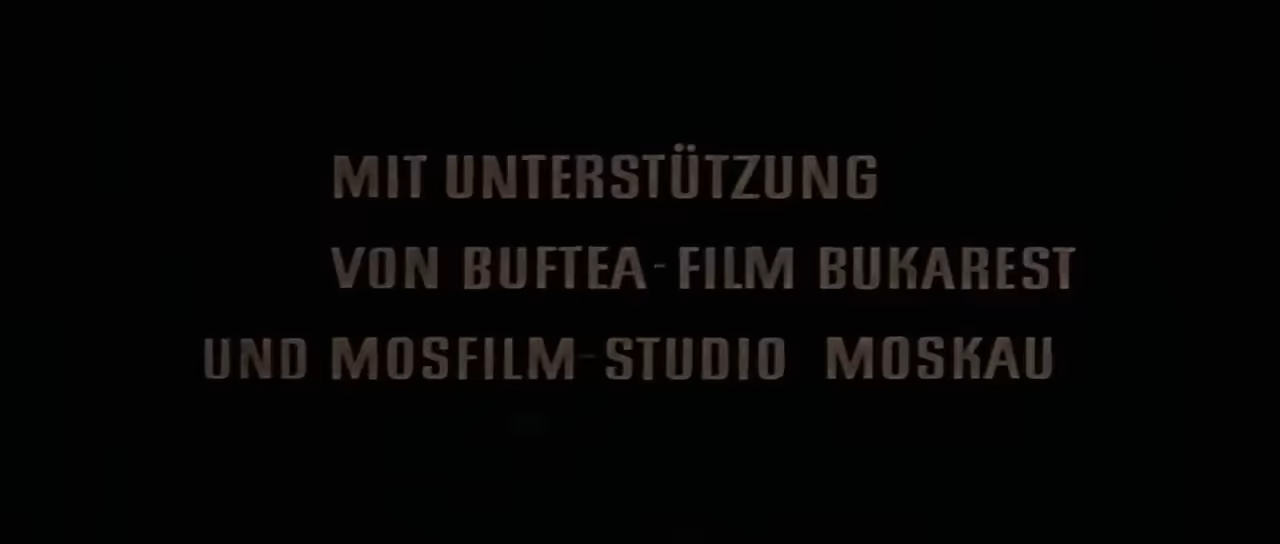 MIT UNTERSTÜTZUNG
VON BUFTEA-FILM BUKAREST
UND MOSFILM-STUDIO MOSKAU